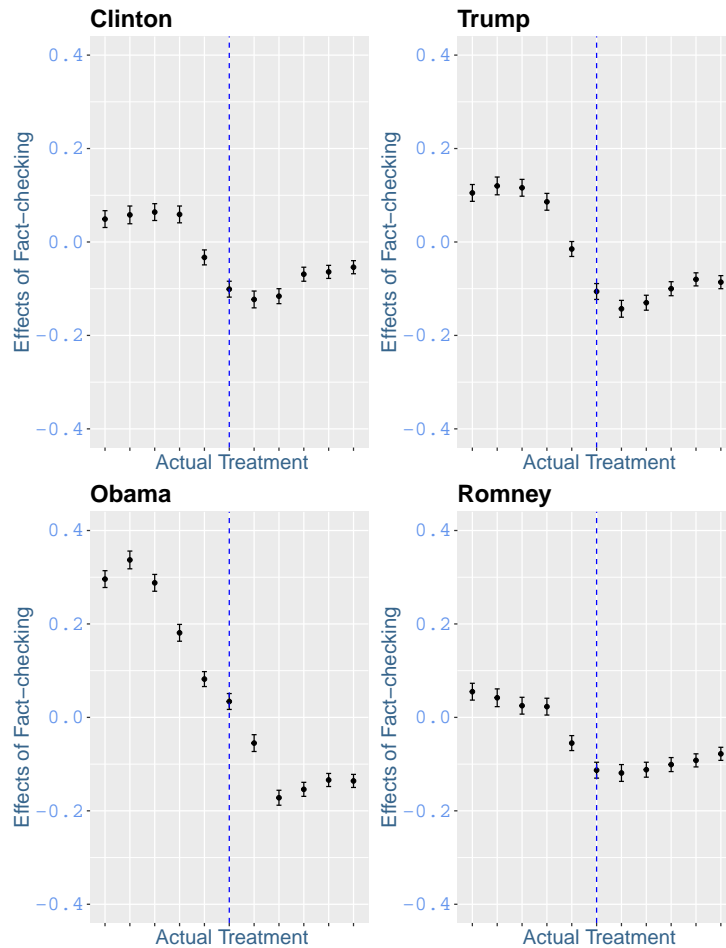 Clinton
0.4
0.2
0.0
−0.2
−0.4
Effects of Fact−checking
Actual Treatment
Trump
0.4
0.2
0.0
−0.2
−0.4
Effects of Fact−checking
Actual Treatment
Obama
0.4
0.2
0.0
−0.2
−0.4
Effects of Fact−checking
Actual Treatment
Romney
0.4
0.2
0.0
−0.2
−0.4
Effects of Fact−checking
Actual Treatment